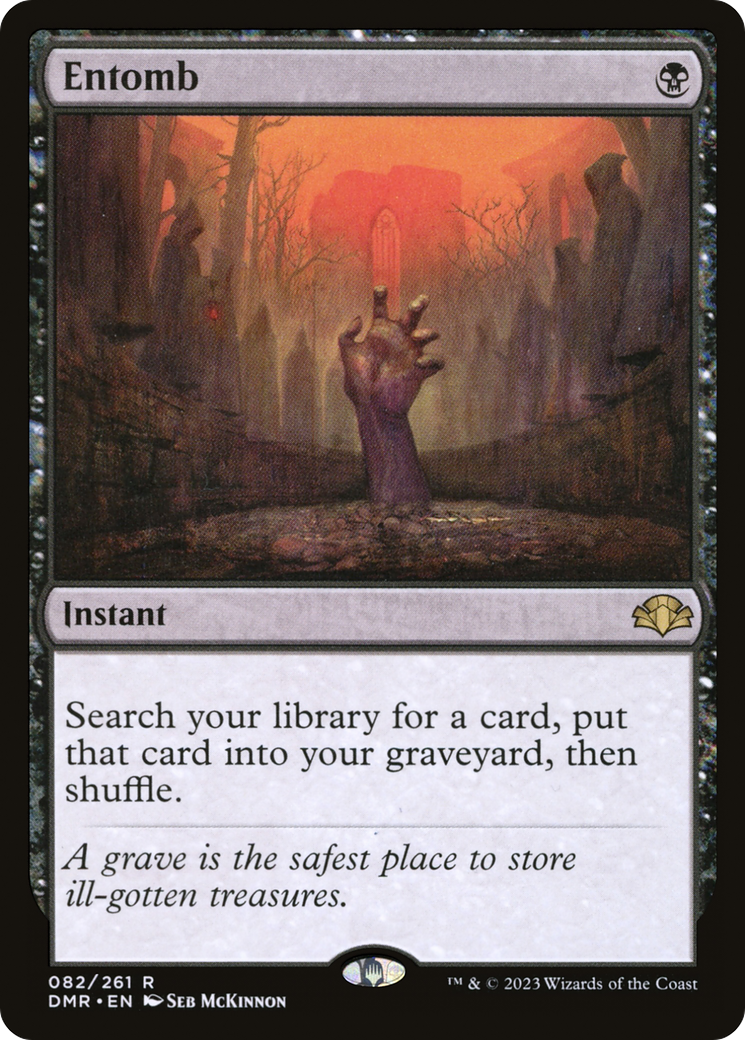 Entomb
Instant
Search your library for a card, put
that card into your graveyard, then
shuffle.
A grave is the safest place to store
ill-gotten treasures.
082/261 R
DMR • EN Seb McKinnon
™ & © 2023 Wizards of the Coast